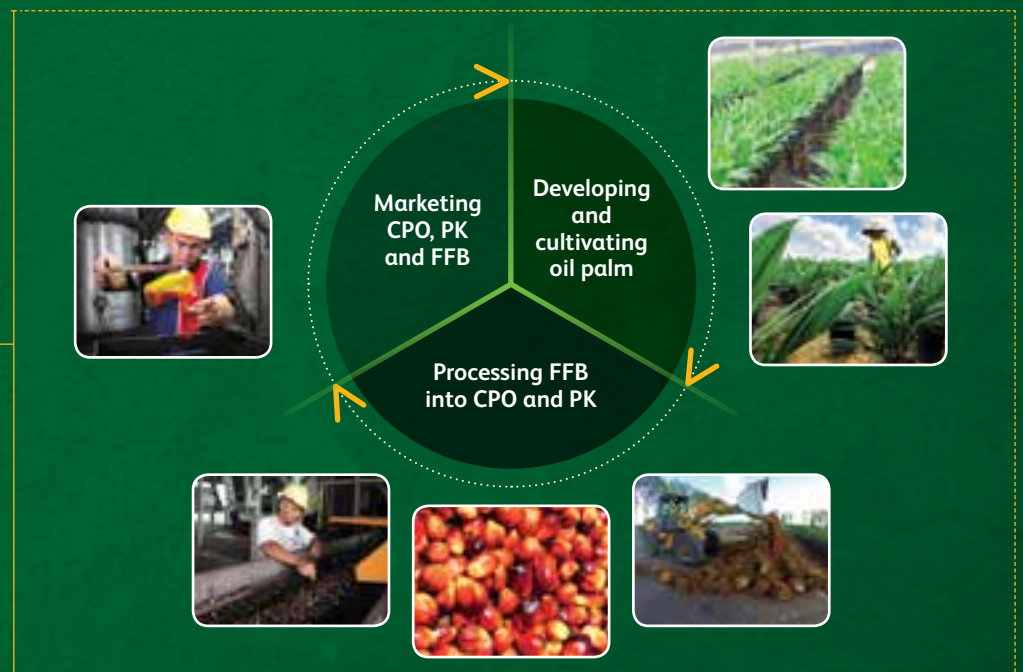 Marketing
CPO, PK
and FFB
Developing
and
cultivating
oil palm
Processing FFB
into CPO and PK